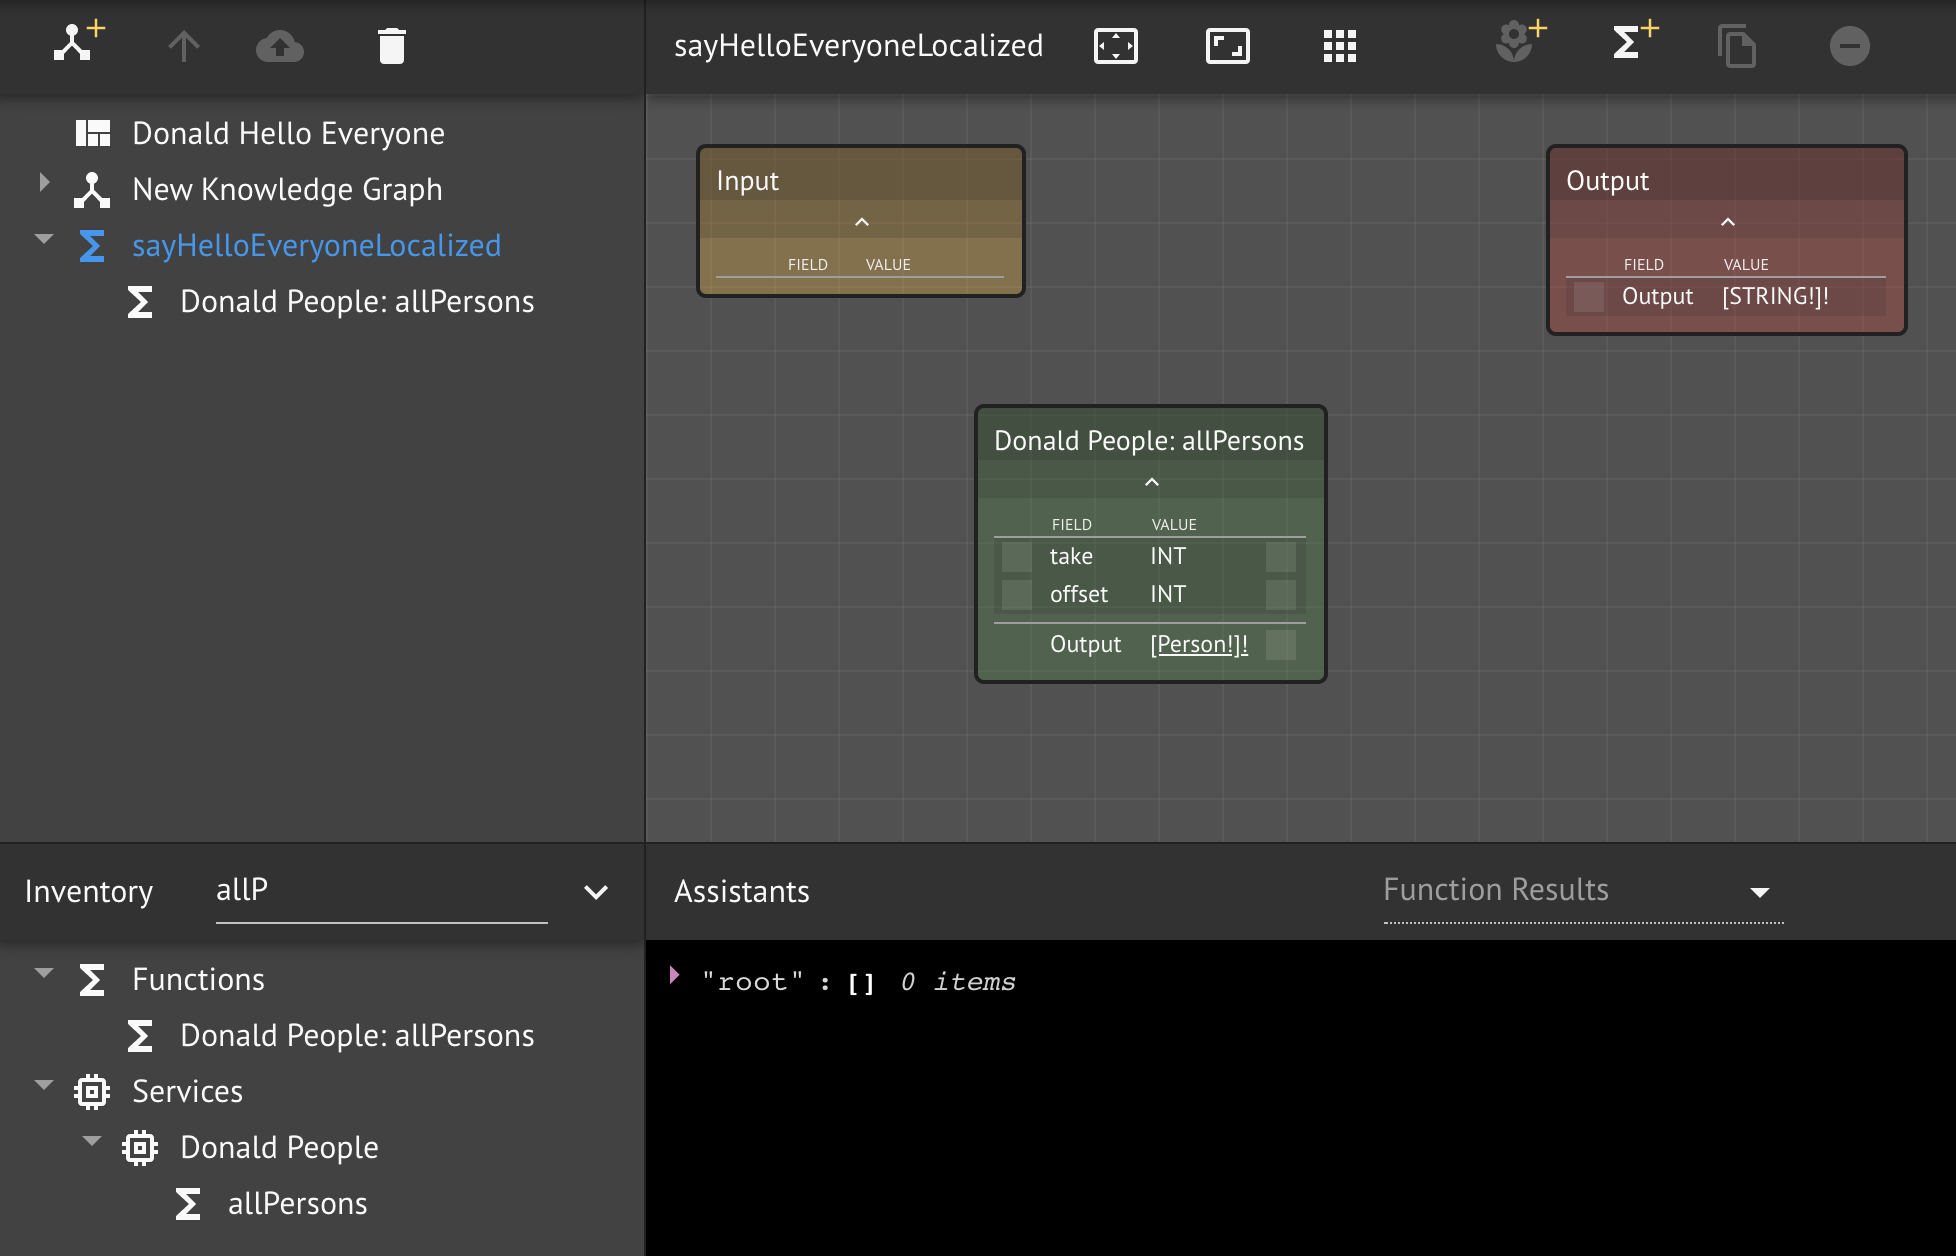 sayHelloEveryoneLocalized
Donald Hello Everyone
New Knowledge Graph
sayHelloEveryoneLocalized
Donald People: allPersons
Input
FIELD VALUE
Output
FIELD VALUE
Output [STRING!]!
Donald People: allPersons
FIELD VALUE
take INT
offset INT
Output [Person!]!
Inventory allP
Functions
Donald People: allPersons
Services
Donald People
allPersons
Assistants Function Results
"root" : [] 0 items